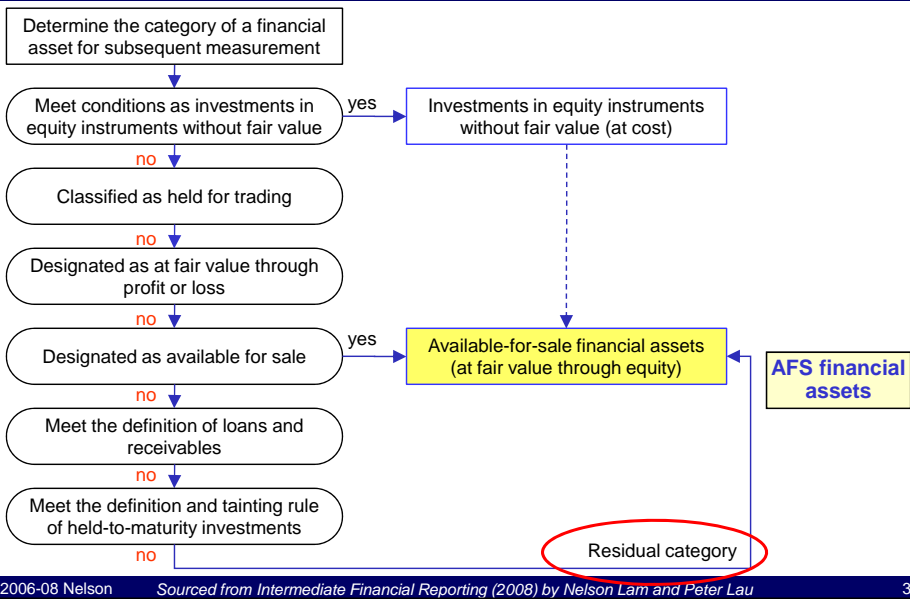 Determine the category of a financial
asset for subsequent measurement
Meet conditions as investments in
equity instruments without fair value
yes
Investments in equity instruments
without fair value (at cost)
no
Classified as held for trading
no
Designated as at fair value through
profit or loss
no
Designated as available for sale
yes
Available-for-sale financial assets
(at fair value through equity)
AFS financial
assets
no
Meet the definition of loans and
receivables
no
Meet the definition and tainting rule
of held-to-maturity investments
no
Residual category
2006-08 Nelson
Sourced from Intermediate Financial Reporting (2008) by Nelson Lam and Peter Lau
3